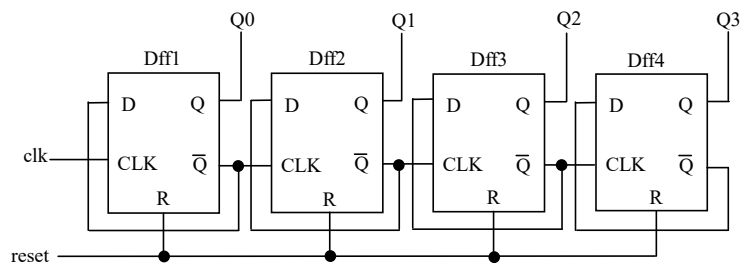 Q0 Q1 Q2 Q3
Dff1 Dff2 Dff3 Dff4
D Q D Q D Q D Q
clk CLK Q̅ CLK Q̅ CLK Q̅ CLK Q̅
R R R R
reset